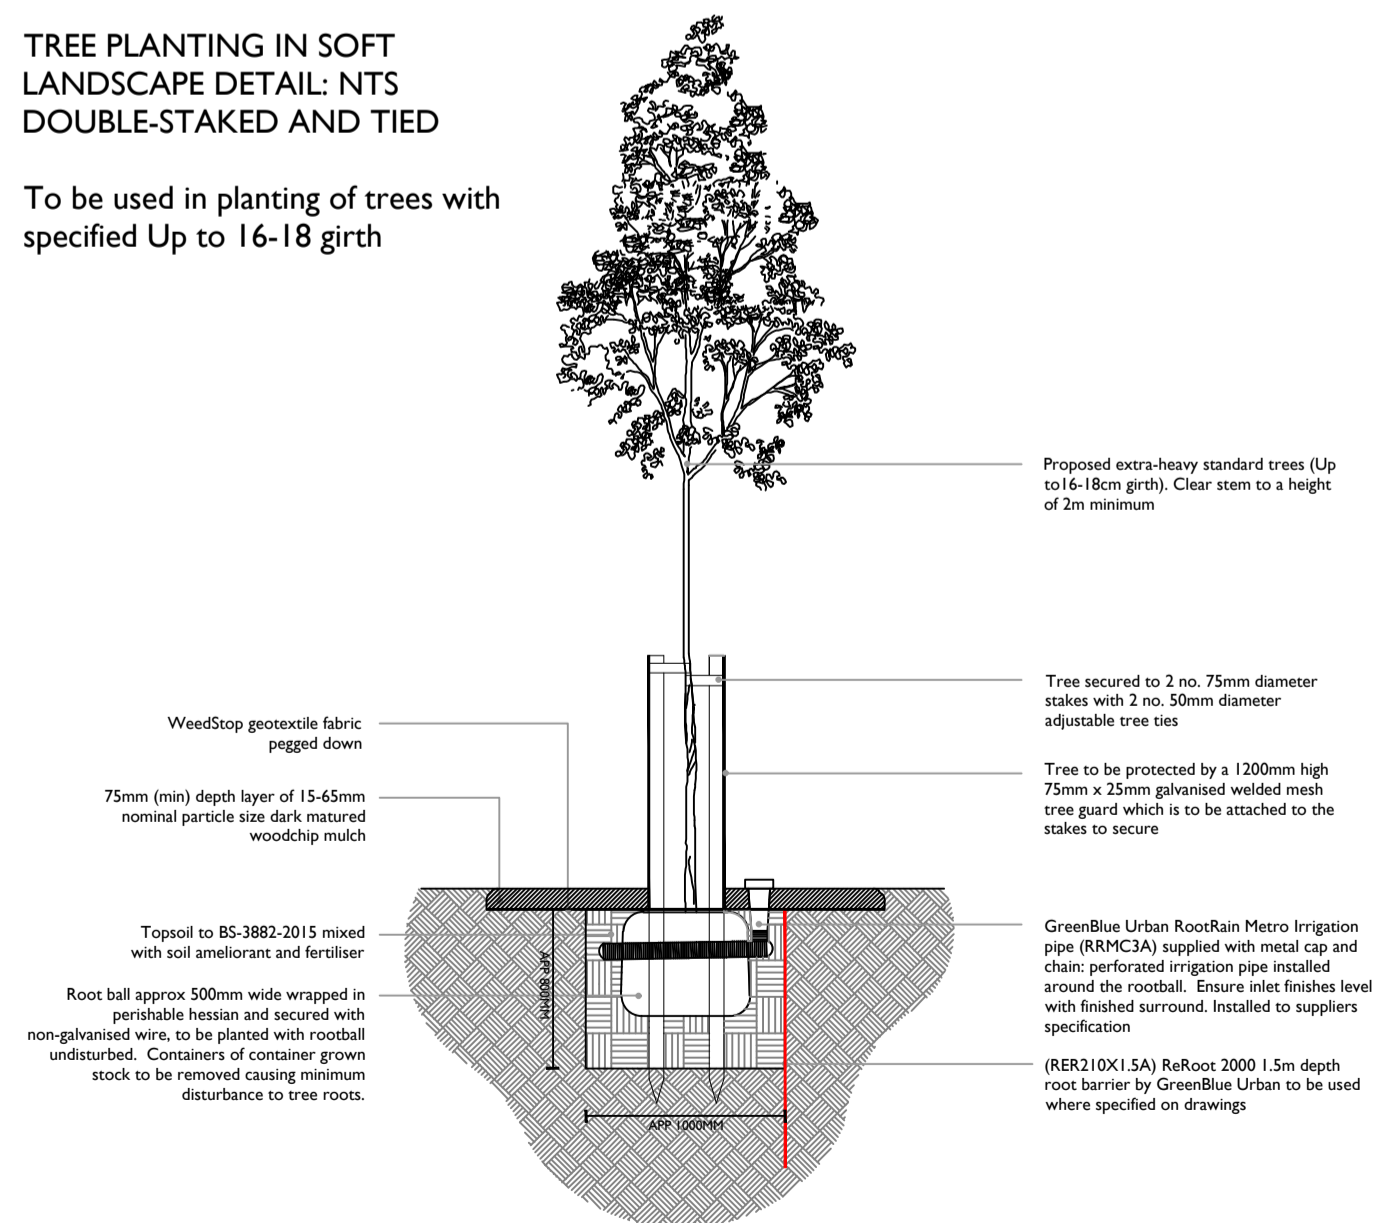 TREE PLANTING IN SOFT
LANDSCAPE DETAIL: NTS
DOUBLE-STAKED AND TIED
To be used in planting of trees with
specified Up to 16-18 girth
Proposed extra-heavy standard trees (Up
to16-18cm girth). Clear stem to a height
of 2m minimum
Tree secured to 2 no. 75mm diameter
stakes with 2 no. 50mm diameter
adjustable tree ties
Tree to be protected by a 1200mm high
75mm x 25mm galvanised welded mesh
tree guard which is to be attached to the
stakes to secure
GreenBlue Urban RootRain Metro Irrigation
pipe (RRMC3A) supplied with metal cap and
chain: perforated irrigation pipe installed
around the rootball.  Ensure inlet finishes level
with finished surround. Installed to suppliers
specification
(RER210X1.5A) ReRoot 2000 1.5m depth
root barrier by GreenBlue Urban to be used
where specified on drawings
WeedStop geotextile fabric
pegged down
75mm (min) depth layer of 15-65mm
nominal particle size dark matured
woodchip mulch
Topsoil to BS-3882-2015 mixed
with soil ameliorant and fertiliser
Root ball approx 500mm wide wrapped in
perishable hessian and secured with
non-galvanised wire, to be planted with rootball
undisturbed.  Containers of container grown
stock to be removed causing minimum
disturbance to tree roots.
APP 800MM
APP 1000MM